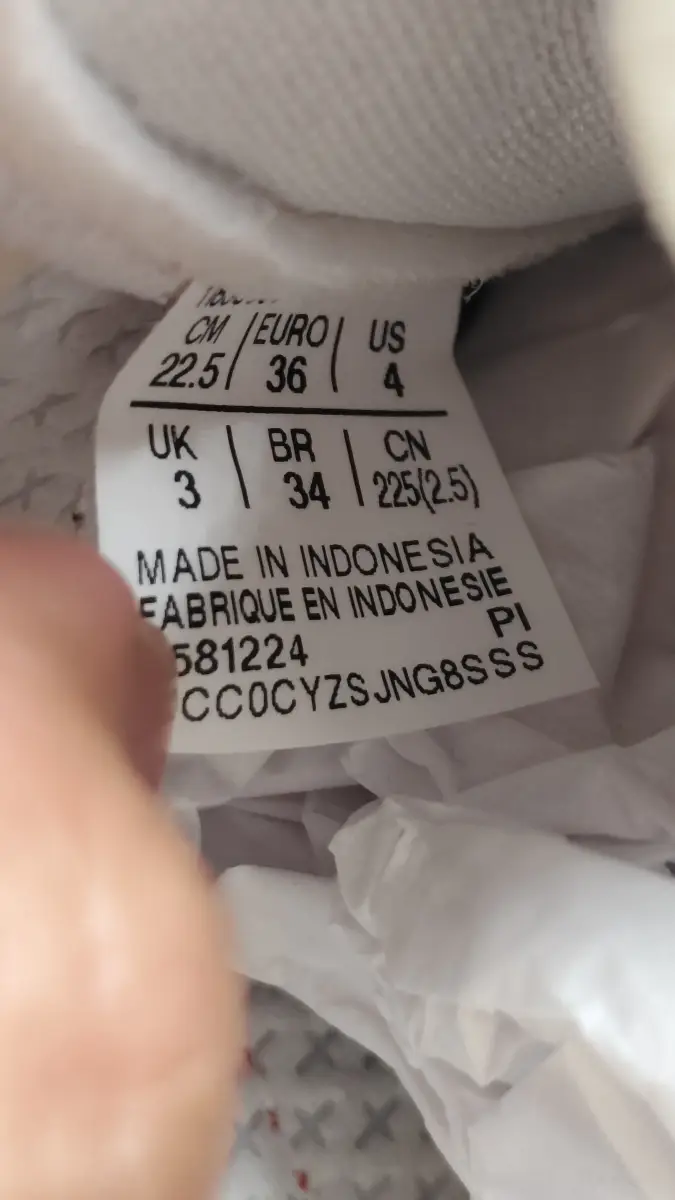 CM | EURO | US
22.5 | 36 | 4
UK | BR | CN
3 | 34 | 225(2.5)
MADE IN INDONESIA
FABRIQUE EN INDONESIE
PI
581224
CC0CYZSJNG8SSS